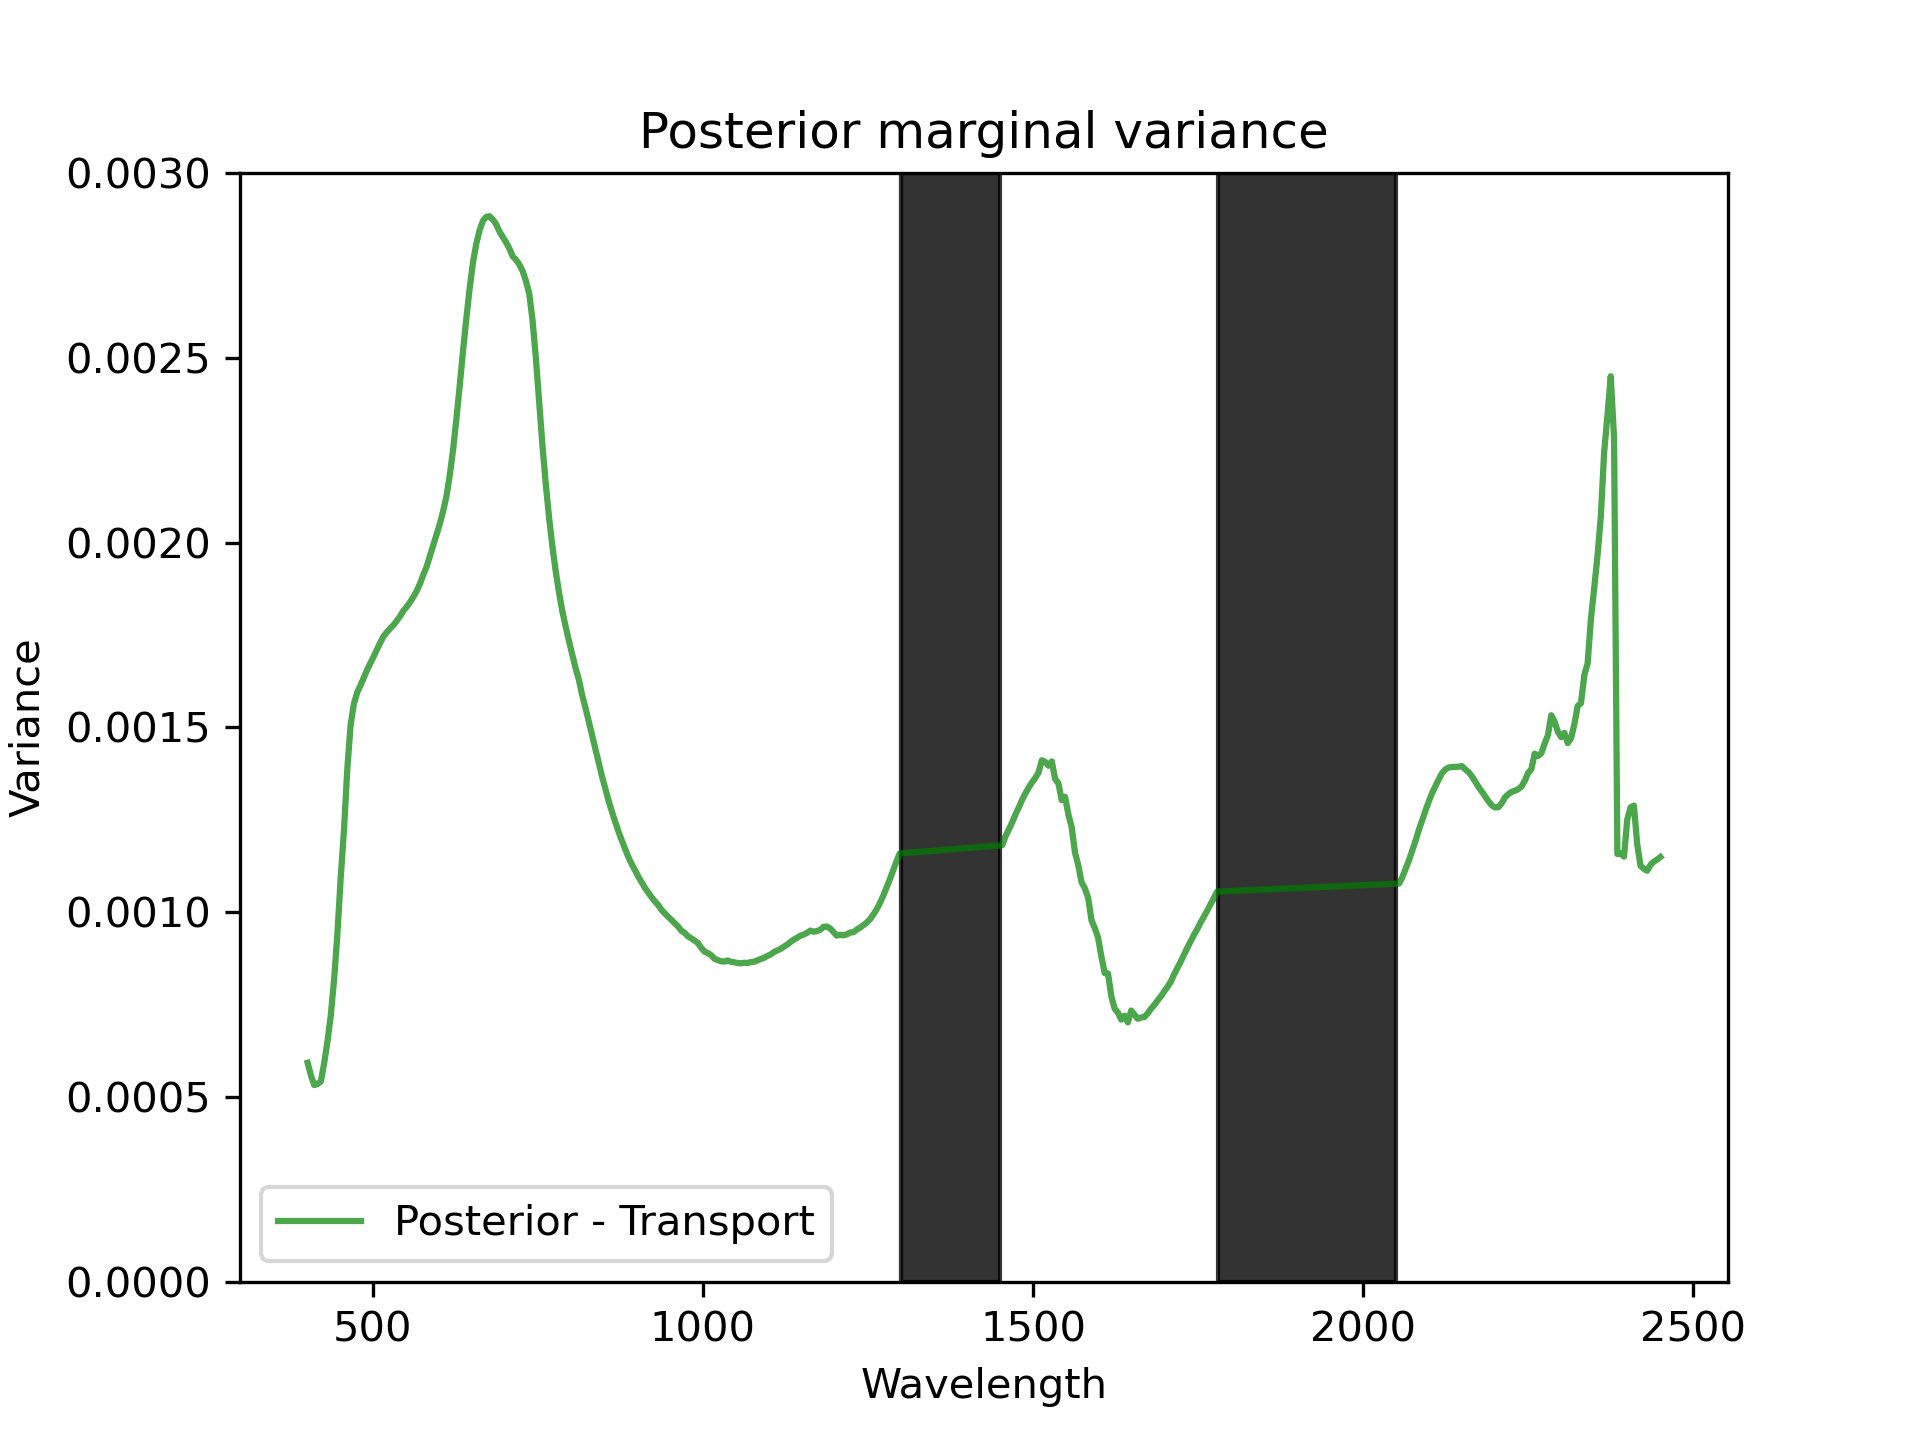 Posterior marginal variance
0.0030
0.0025
0.0020
0.0015
0.0010
0.0005
0.0000
Variance
Posterior - Transport
500 1000 1500 2000 2500
Wavelength